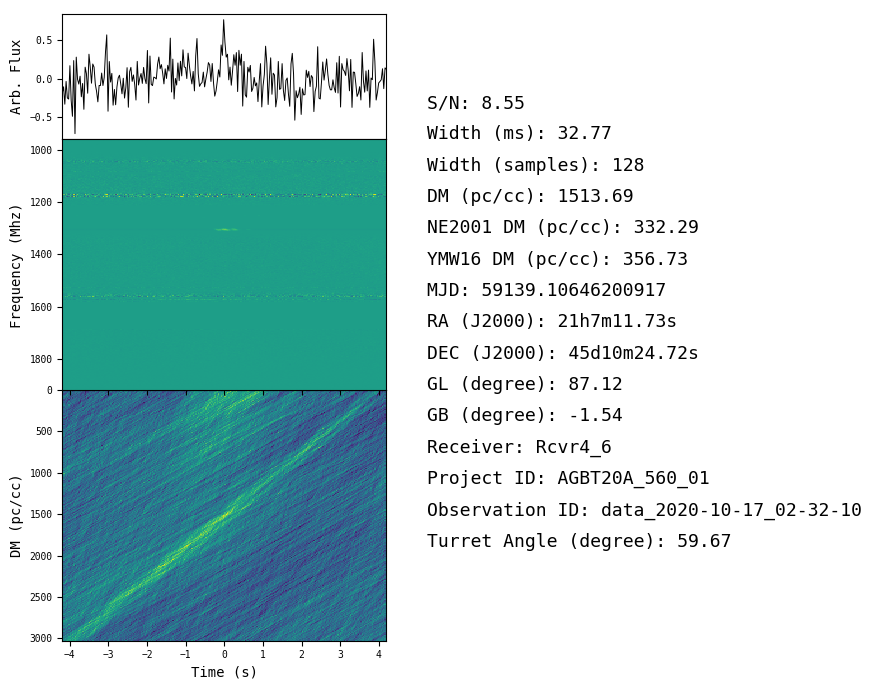 Arb. Flux
0.5
0.0
−0.5
Frequency (Mhz)
1000
1200
1400
1600
1800
DM (pc/cc)
0
500
1000
1500
2000
2500
3000
−4 −3 −2 −1 0 1 2 3 4
Time (s)
S/N: 8.55
Width (ms): 32.77
Width (samples): 128
DM (pc/cc): 1513.69
NE2001 DM (pc/cc): 332.29
YMW16 DM (pc/cc): 356.73
MJD: 59139.10646200917
RA (J2000): 21h7m11.73s
DEC (J2000): 45d10m24.72s
GL (degree): 87.12
GB (degree): -1.54
Receiver: Rcvr4_6
Project ID: AGBT20A_560_01
Observation ID: data_2020-10-17_02-32-10
Turret Angle (degree): 59.67